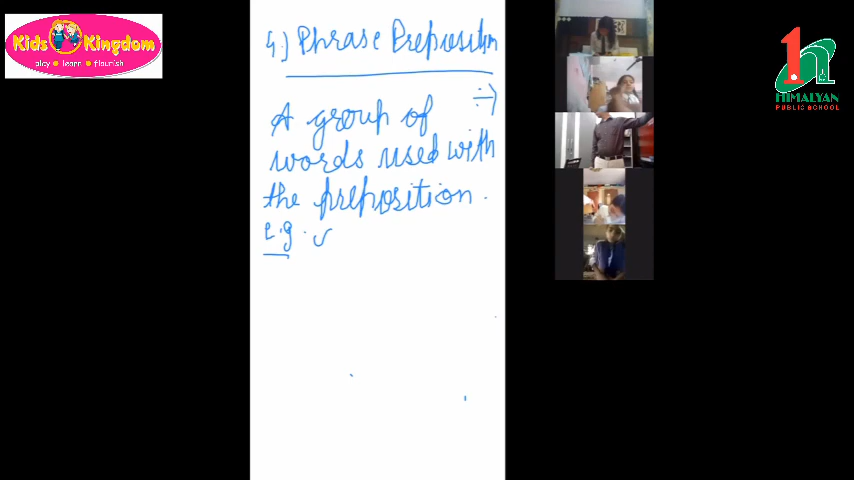 Kids Kingdom
play • learn • flourish
4.) Phrase Preposition
÷)
A group of
words used with
the preposition.
e.g.
HIMALYAN
PUBLIC SCHOOL